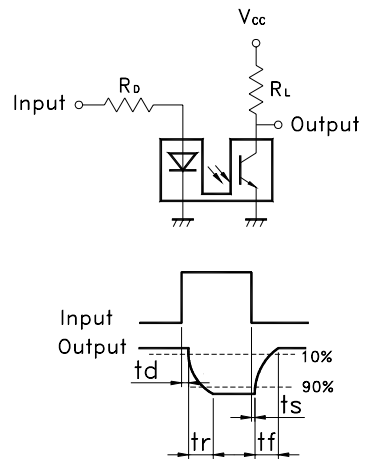 Vcc
RD
RL
Input
Output
Input
Output
10%
td
90%
ts
tr
tf